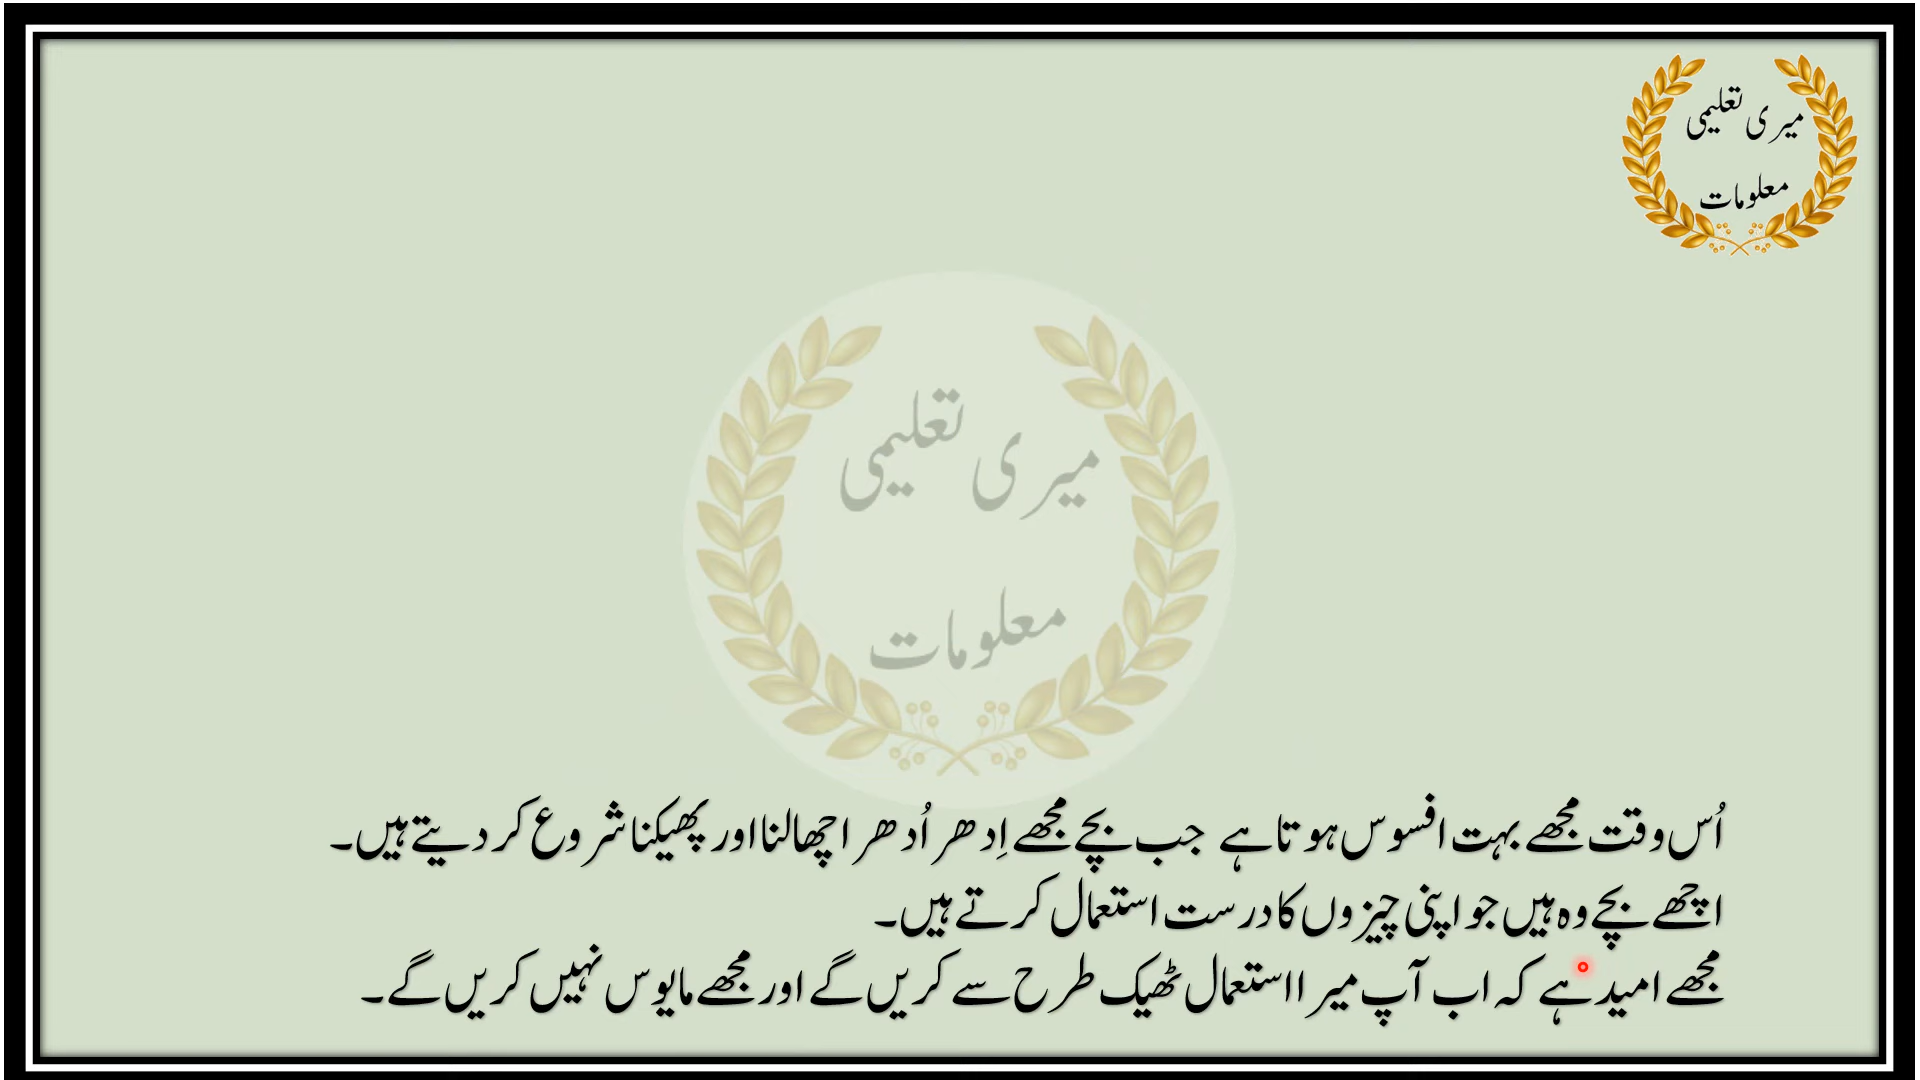 میری تعلیمی
معلومات
میری تعلیمی
معلومات
اُس وقت مجھے بہت افسوس ہوتا ہے جب بچے مجھے اِدھر اُدھر اچھالنا اور پھیکنا شروع کر دیتے ہیں۔
اچھے بچے وہ ہیں جو اپنی چیزوں کا درست استعمال کرتے ہیں۔
مجھے امید ہے کہ اب آپ میرا استعمال ٹھیک طرح سے کریں گے اور مجھے مایوس نہیں کریں گے۔